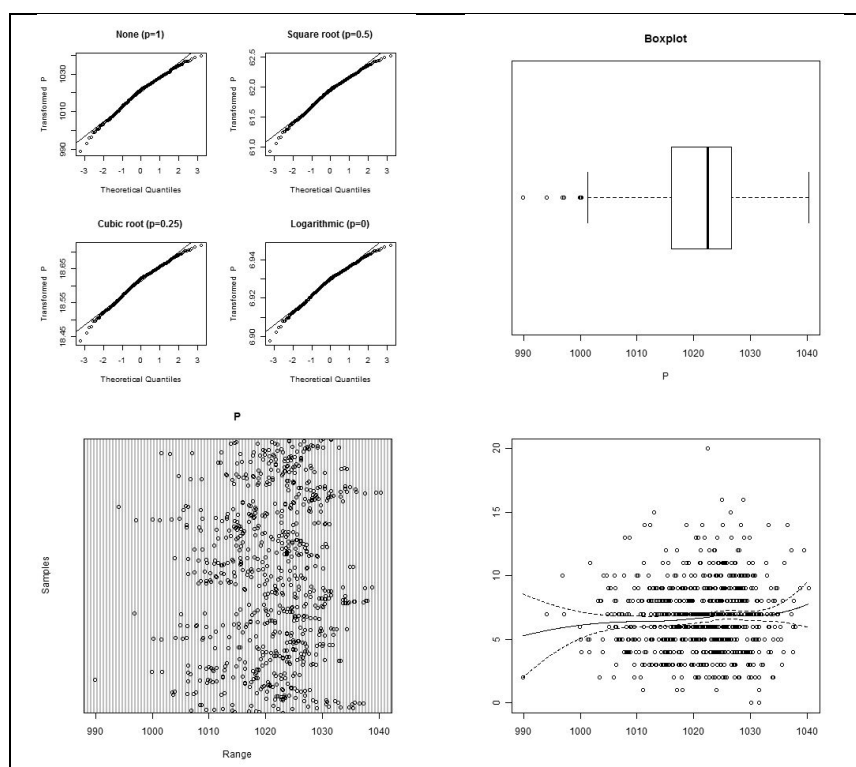 None (p=1)
Transformed P
990 1010 1030
-3 -2 -1 0 1 2 3
Theoretical Quantiles
Square root (p=0.5)
Transformed P
61.0 61.5 62.0 62.5
-3 -2 -1 0 1 2 3
Theoretical Quantiles
Cubic root (p=0.25)
Transformed P
18.45 18.55 18.65
-3 -2 -1 0 1 2 3
Theoretical Quantiles
Logarithmic (p=0)
Transformed P
6.90 6.92 6.94
-3 -2 -1 0 1 2 3
Theoretical Quantiles
Boxplot
990 1000 1010 1020 1030 1040
P
P
Samples
990 1000 1010 1020 1030 1040
Range
20
15
10
5
0
990 1000 1010 1020 1030 1040